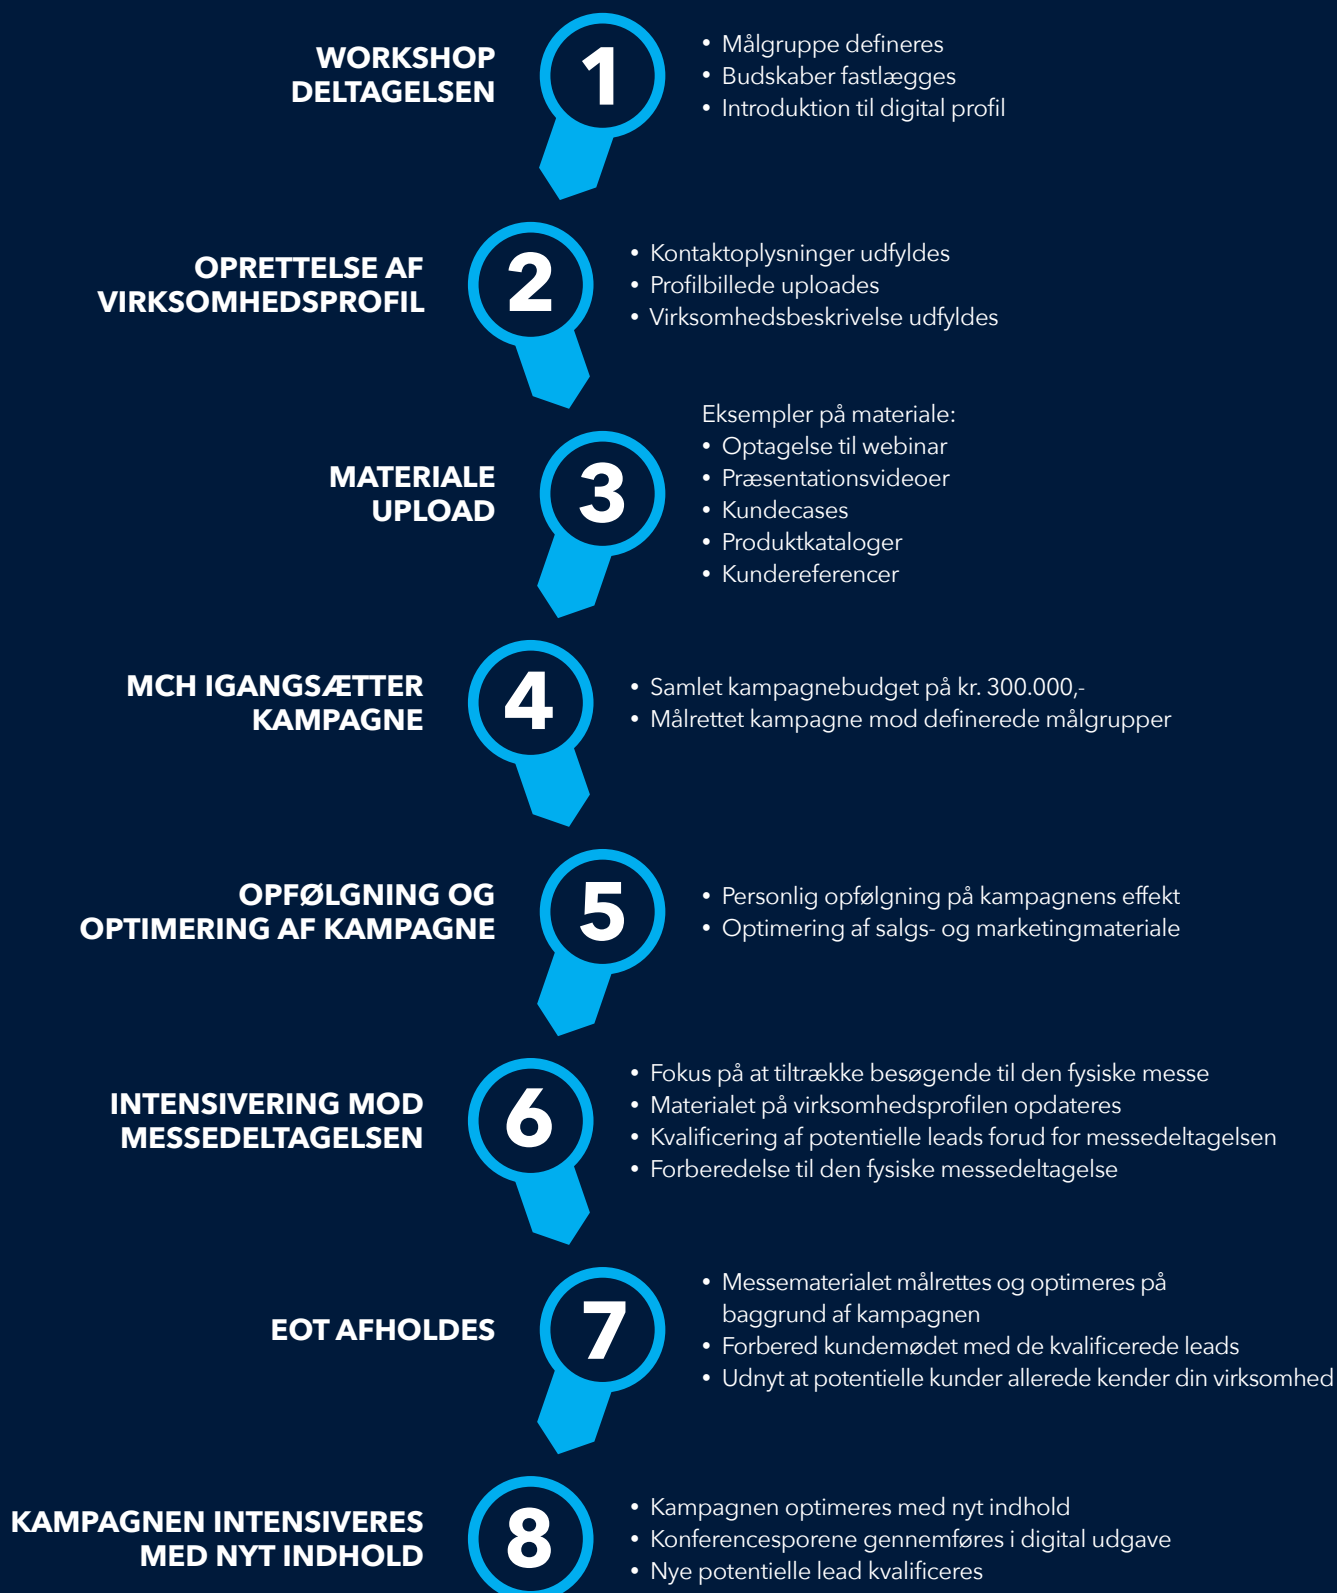 WORKSHOP
DELTAGELSEN
1
• Målgruppe defineres
• Budskaber fastlægges
• Introduktion til digital profil
OPRETTELSE AF
VIRKSOMHEDSPROFIL
2
• Kontaktoplysninger udfyldes
• Profilbillede uploades
• Virksomhedsbeskrivelse udfyldes
MATERIALE
UPLOAD
3
Eksempler på materiale:
• Optagelse til webinar
• Præsentationsvideoer
• Kundecases
• Produktkataloger
• Kundereferencer
MCH IGANGSÆTTER
KAMPAGNE
4
• Samlet kampagnebudget på kr. 300.000,-
• Målrettet kampagne mod definerede målgrupper
OPFØLGNING OG
OPTIMERING AF KAMPAGNE
5
• Personlig opfølgning på kampagnens effekt
• Optimering af salgs- og marketingmateriale
INTENSIVERING MOD
MESSEDELTAGELSEN
6
• Fokus på at tiltrække besøgende til den fysiske messe
• Materialet på virksomhedsprofilen opdateres
• Kvalificering af potentielle leads forud for messedeltagelsen
• Forberedelse til den fysiske messedeltagelse
EOT AFHOLDES
7
• Messematerialet målrettes og optimeres på
baggrund af kampagnen
• Forbered kundemødet med de kvalificerede leads
• Udnyt at potentielle kunder allerede kender din virksomhed
KAMPAGNEN INTENSIVERES
MED NYT INDHOLD
8
• Kampagnen optimeres med nyt indhold
• Konferencesporene gennemføres i digital udgave
• Nye potentielle lead kvalificeres